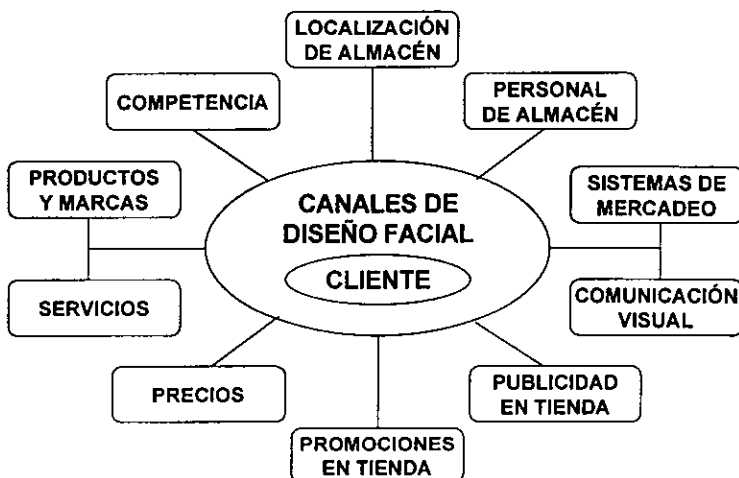 LOCALIZACIÓN
DE ALMACÉN
COMPETENCIA
PERSONAL
DE ALMACÉN
PRODUCTOS
Y MARCAS
CANALES DE
DISEÑO FACIAL
CLIENTE
SISTEMAS DE
MERCADEO
SERVICIOS
COMUNICACIÓN
VISUAL
PRECIOS
PUBLICIDAD
EN TIENDA
PROMOCIONES
EN TIENDA